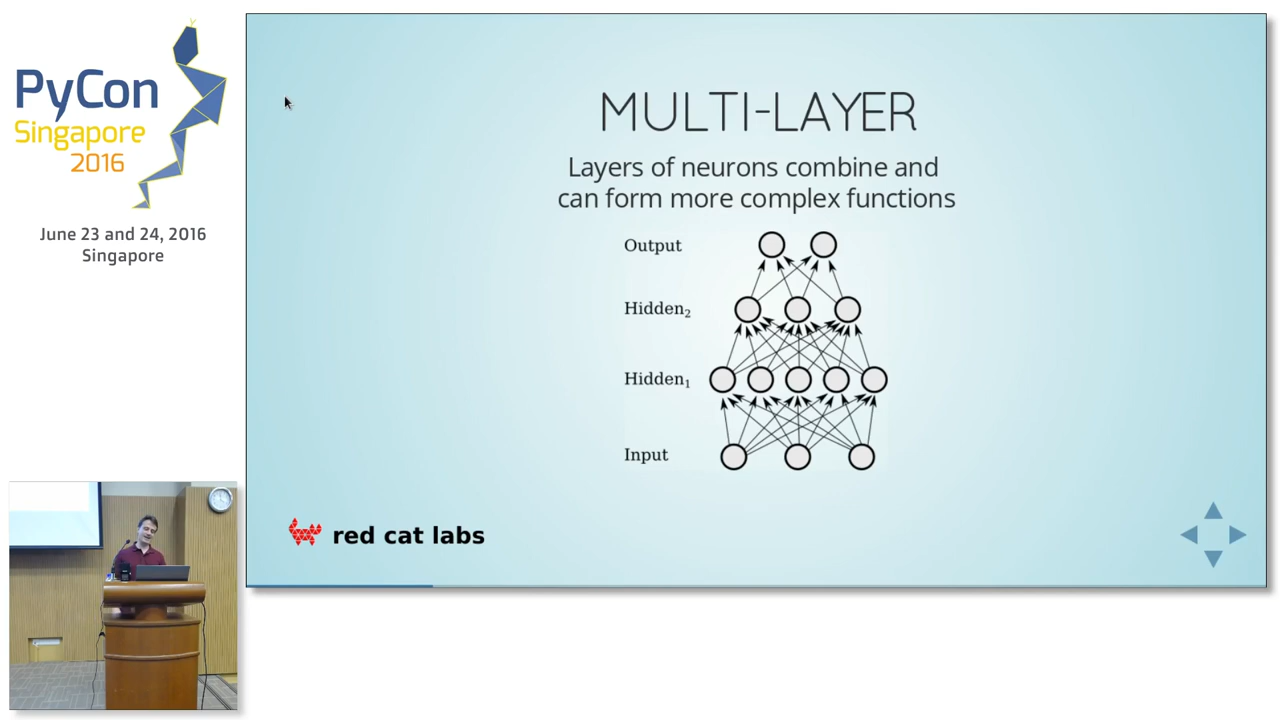 PyCon
Singapore
2016
June 23 and 24, 2016
Singapore
MULTI-LAYER
Layers of neurons combine and
can form more complex functions
Output
Hidden₂
Hidden₁
Input
red cat labs